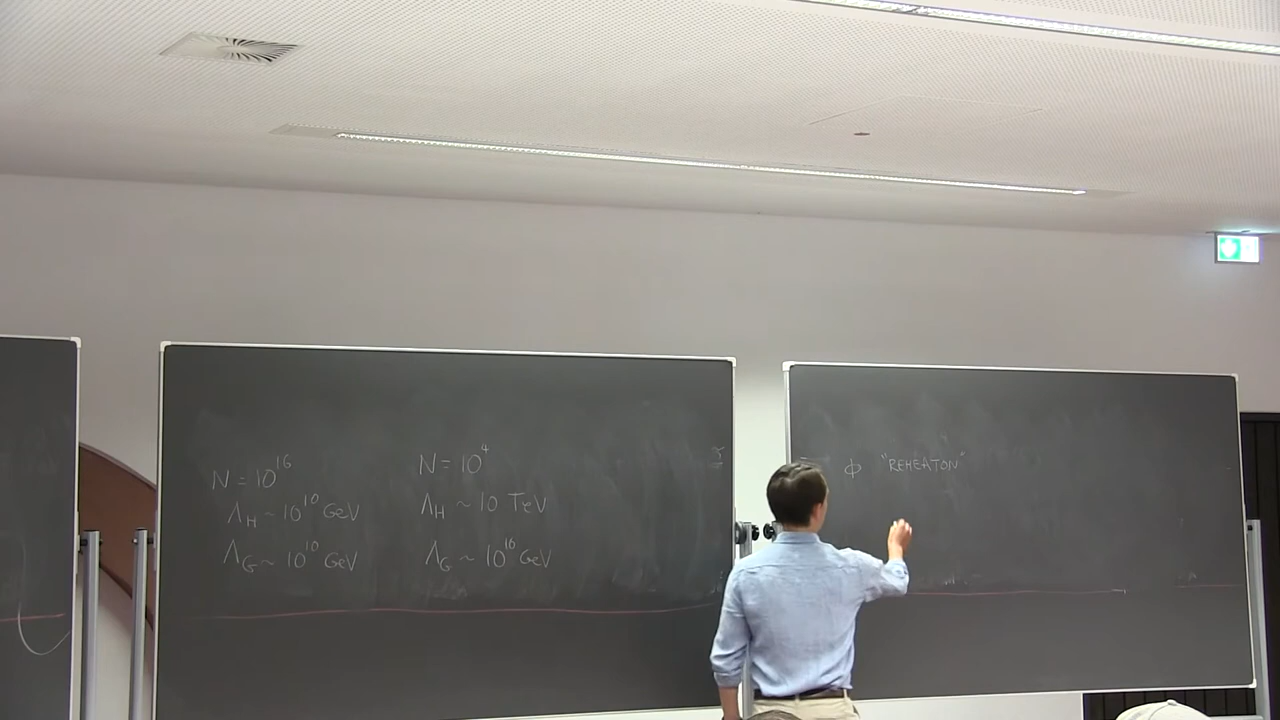 N = 10^16
Λ_H ~ 10^10 GeV
Λ_G ~ 10^10 GeV
N = 10^4
Λ_H ~ 10 TeV
Λ_G ~ 10^16 GeV
φ "REHEATON"